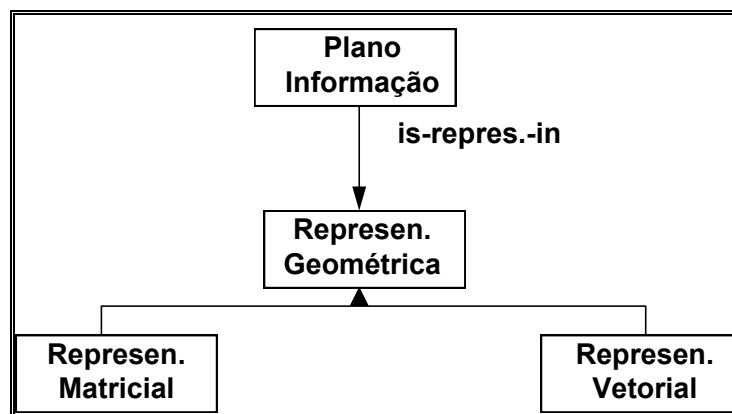 Plano
Informação
is-repres.-in
Represen.
Geométrica
Represen.
Matricial
Represen.
Vetorial